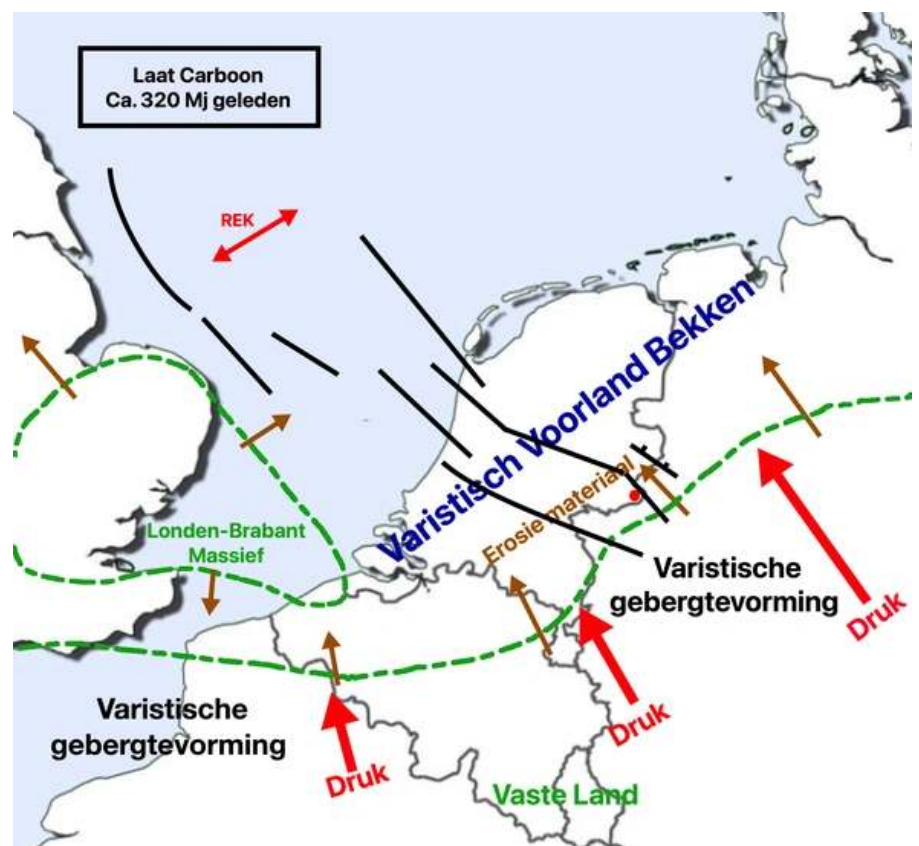 Laat Carboon
Ca. 320 Mj geleden
REK
Varistisch Voorland Bekken
Erosie materiaal
Londen-Brabant
Massief
Varistische
gebergtevorming
Druk
Varistische
gebergtevorming
Druk
Druk
Vaste Land